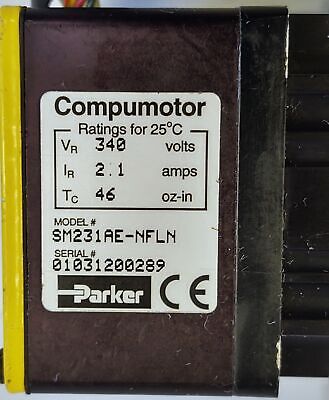 Compumotor
Ratings for 25°C
VR 340 volts
IR 2.1 amps
TC 46 oz-in
MODEL #
SM231AE-NFLN
SERIAL #
01031200289
Parker CE